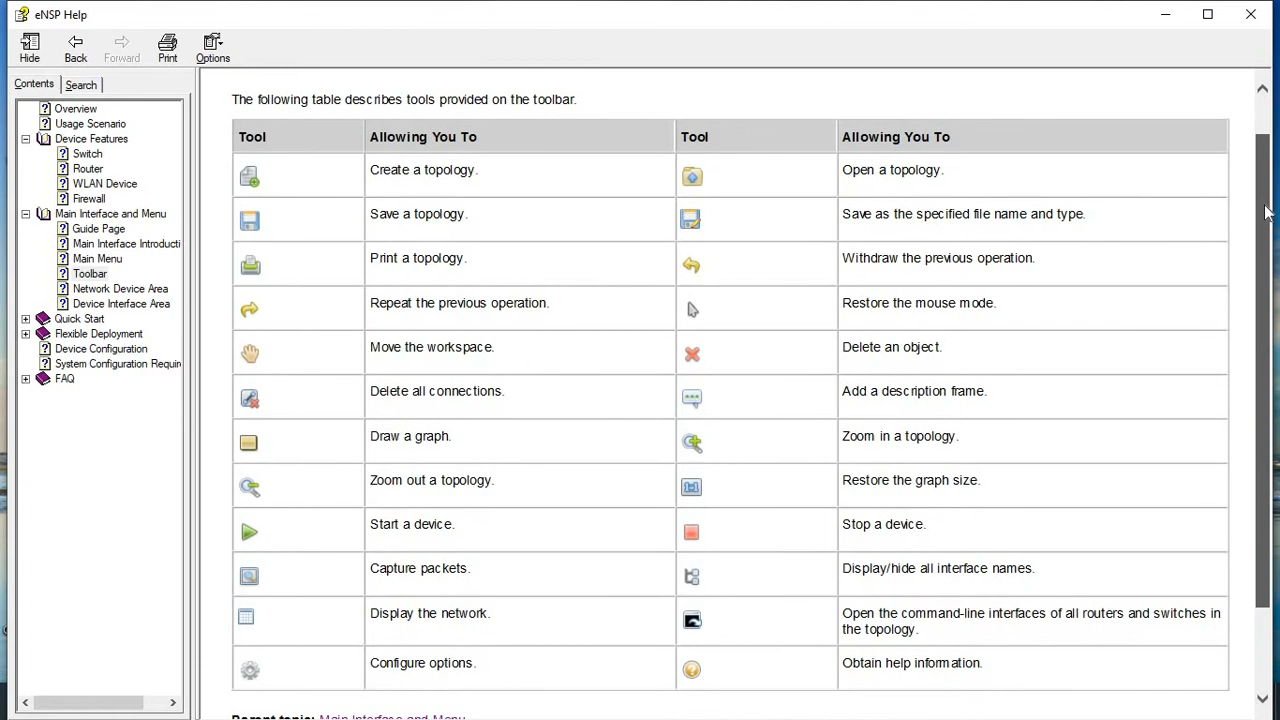 eNSP Help
Hide Back Forward Print Options
Contents Search
Overview
Usage Scenario
Device Features
Switch
Router
WLAN Device
Firewall
Main Interface and Menu
Guide Page
Main Interface Introducti
Main Menu
Toolbar
Network Device Area
Device Interface Area
Quick Start
Flexible Deployment
Device Configuration
System Configuration Requir
FAQ
The following table describes tools provided on the toolbar.
Tool Allowing You To Tool Allowing You To
Create a topology. Open a topology.
Save a topology. Save as the specified file name and type.
Print a topology. Withdraw the previous operation.
Repeat the previous operation. Restore the mouse mode.
Move the workspace. Delete an object.
Delete all connections. Add a description frame.
Draw a graph. Zoom in a topology.
Zoom out a topology. Restore the graph size.
Start a device. Stop a device.
Capture packets. Display/hide all interface names.
Display the network. Open the command-line interfaces of all routers and switches in
the topology.
Configure options. Obtain help information.
Parent topic: Main Interface and Menu